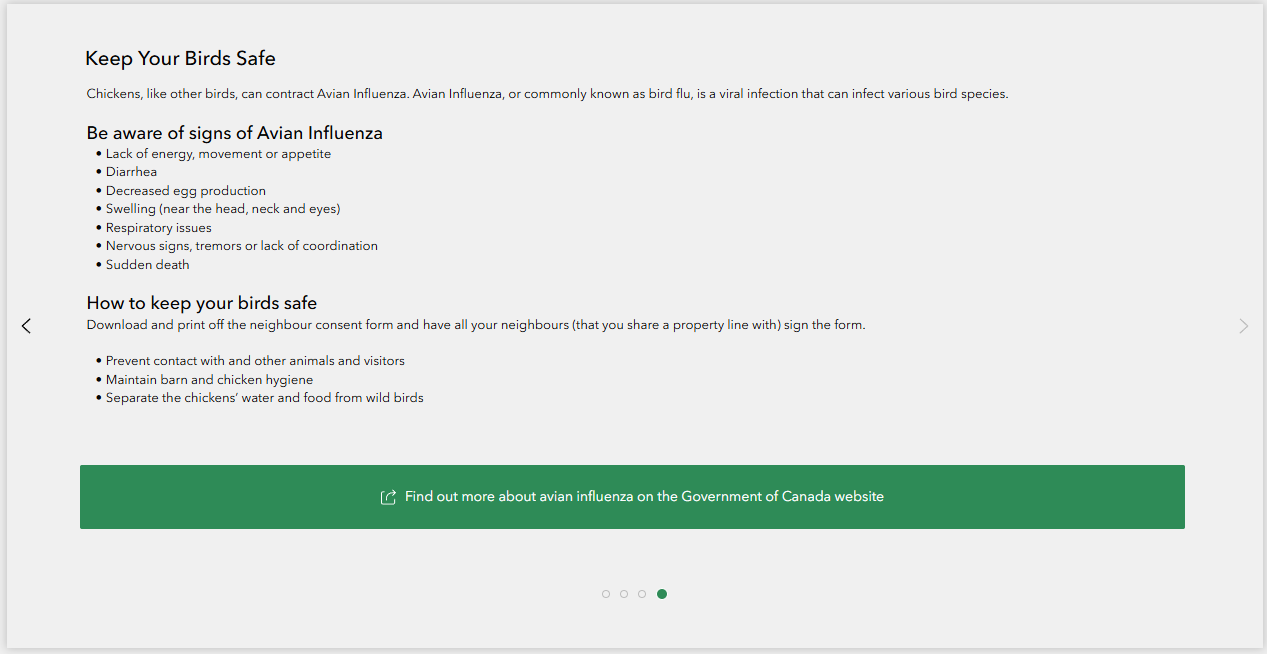 Keep Your Birds Safe
Chickens, like other birds, can contract Avian Influenza. Avian Influenza, or commonly known as bird flu, is a viral infection that can infect various bird species.
Be aware of signs of Avian Influenza
• Lack of energy, movement or appetite
• Diarrhea
• Decreased egg production
• Swelling (near the head, neck and eyes)
• Respiratory issues
• Nervous signs, tremors or lack of coordination
• Sudden death
How to keep your birds safe
Download and print off the neighbour consent form and have all your neighbours (that you share a property line with) sign the form.
• Prevent contact with and other animals and visitors
• Maintain barn and chicken hygiene
• Separate the chickens’ water and food from wild birds
Find out more about avian influenza on the Government of Canada website